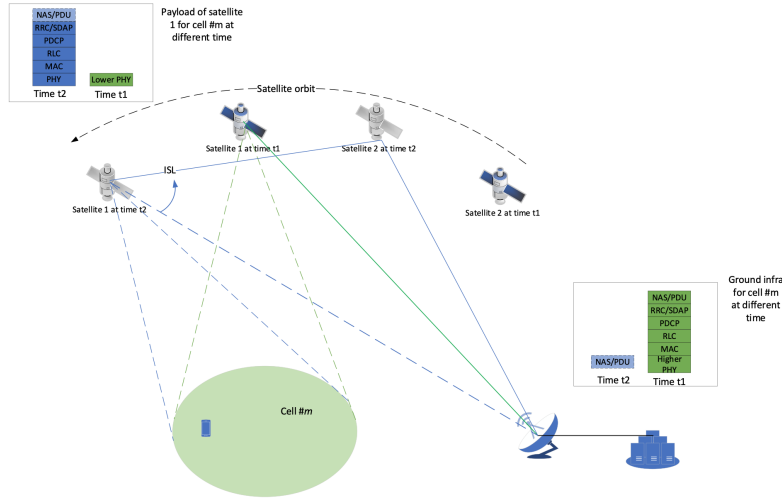 NAS/PDU
RRC/SDAP
PDCP
RLC
MAC
PHY
Lower PHY
Time t2
Time t1
Payload of satellite
1 for cell #m at
different time
Satellite orbit
Satellite 1 at time t1
Satellite 2 at time t2
ISL
Satellite 1 at time t2
Satellite 2 at time t1
Ground infra
for cell #m
at different
time
NAS/PDU
RRC/SDAP
PDCP
RLC
MAC
Higher
PHY
NAS/PDU
Time t2
Time t1
Cell #m